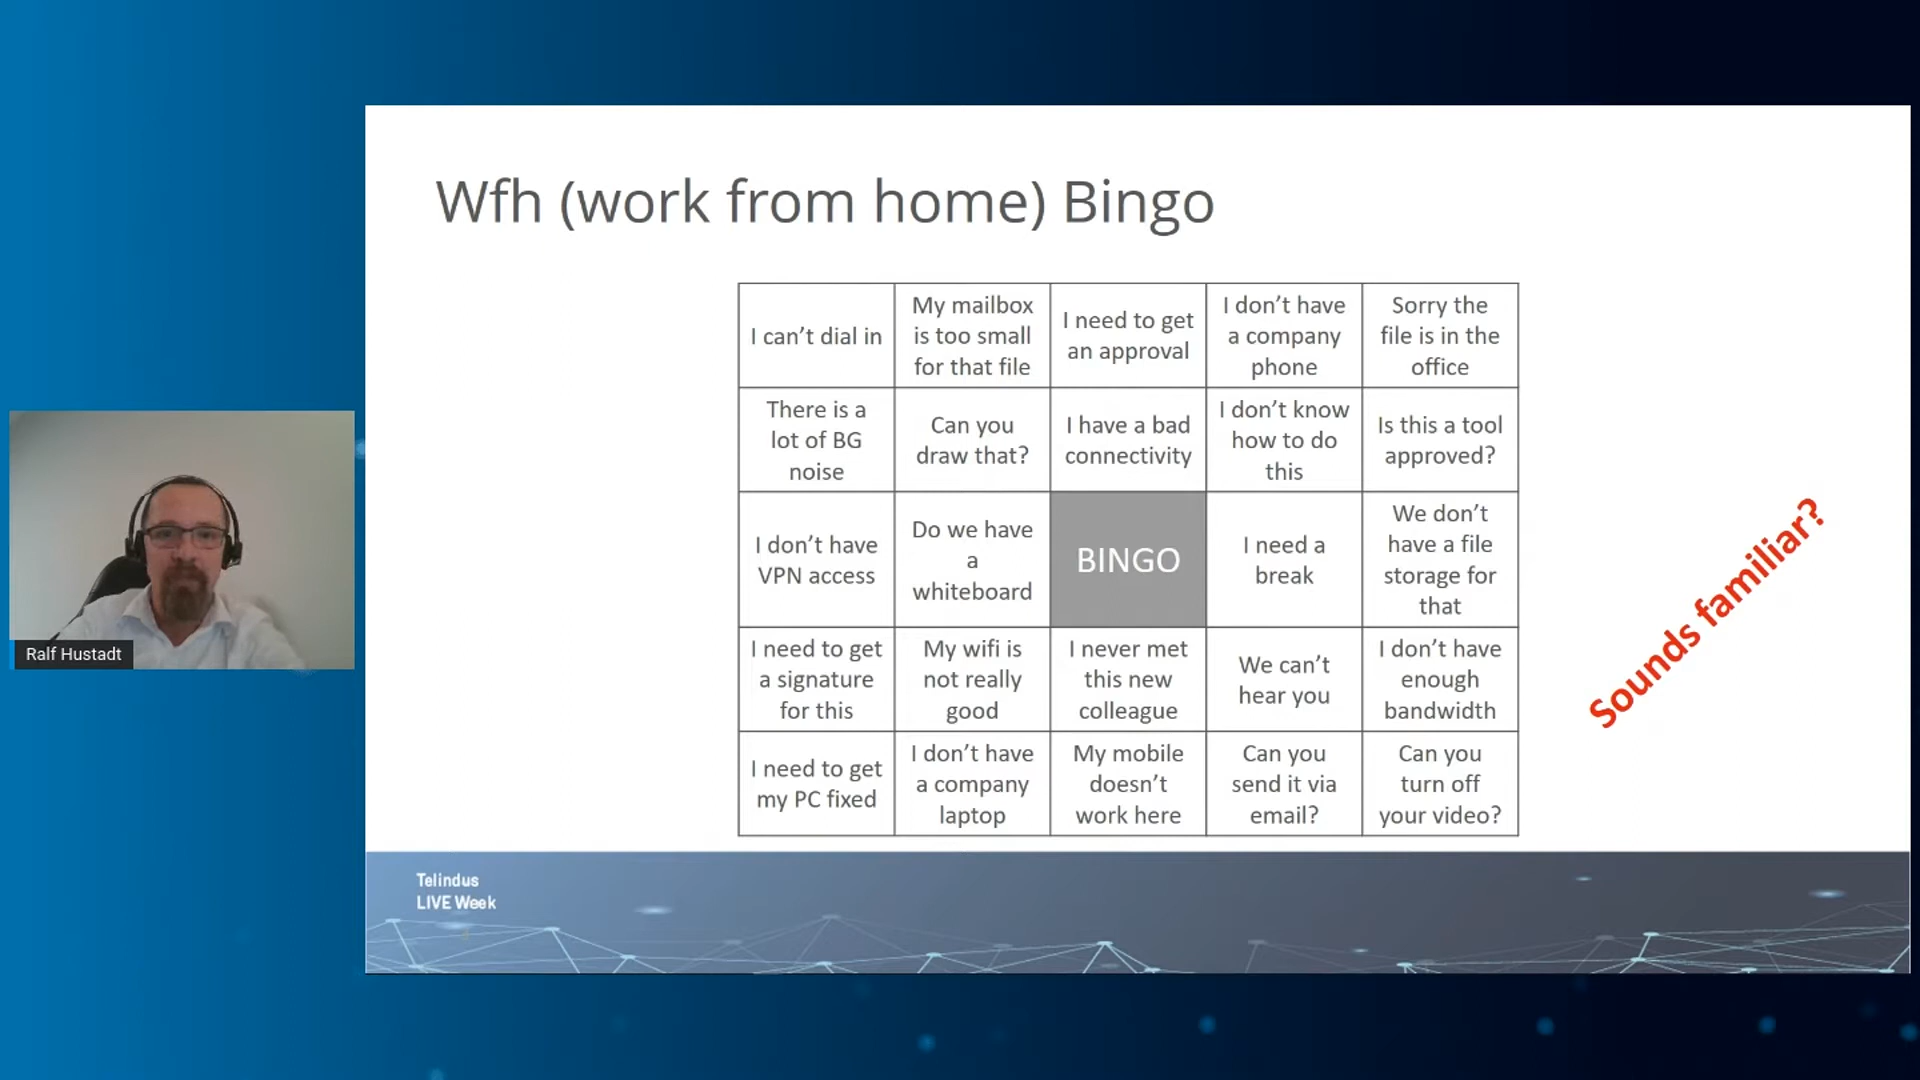 Wfh (work from home) Bingo
I can't dial in
My mailbox
is too small
for that file
I need to get
an approval
I don't have
a company
phone
Sorry the
file is in the
office
There is a
lot of BG
noise
Can you
draw that?
I have a bad
connectivity
I don't know
how to do
this
Is this a tool
approved?
I don't have
VPN access
Do we have
a
whiteboard
BINGO
I need a
break
We don't
have a file
storage for
that
I need to get
a signature
for this
My wifi is
not really
good
I never met
this new
colleague
We can't
hear you
I don't have
enough
bandwidth
I need to get
my PC fixed
I don't have
a company
laptop
My mobile
doesn't
work here
Can you
send it via
email?
Can you
turn off
your video?
Sounds familiar?
Ralf Hustadt
Telindus
LIVE Week